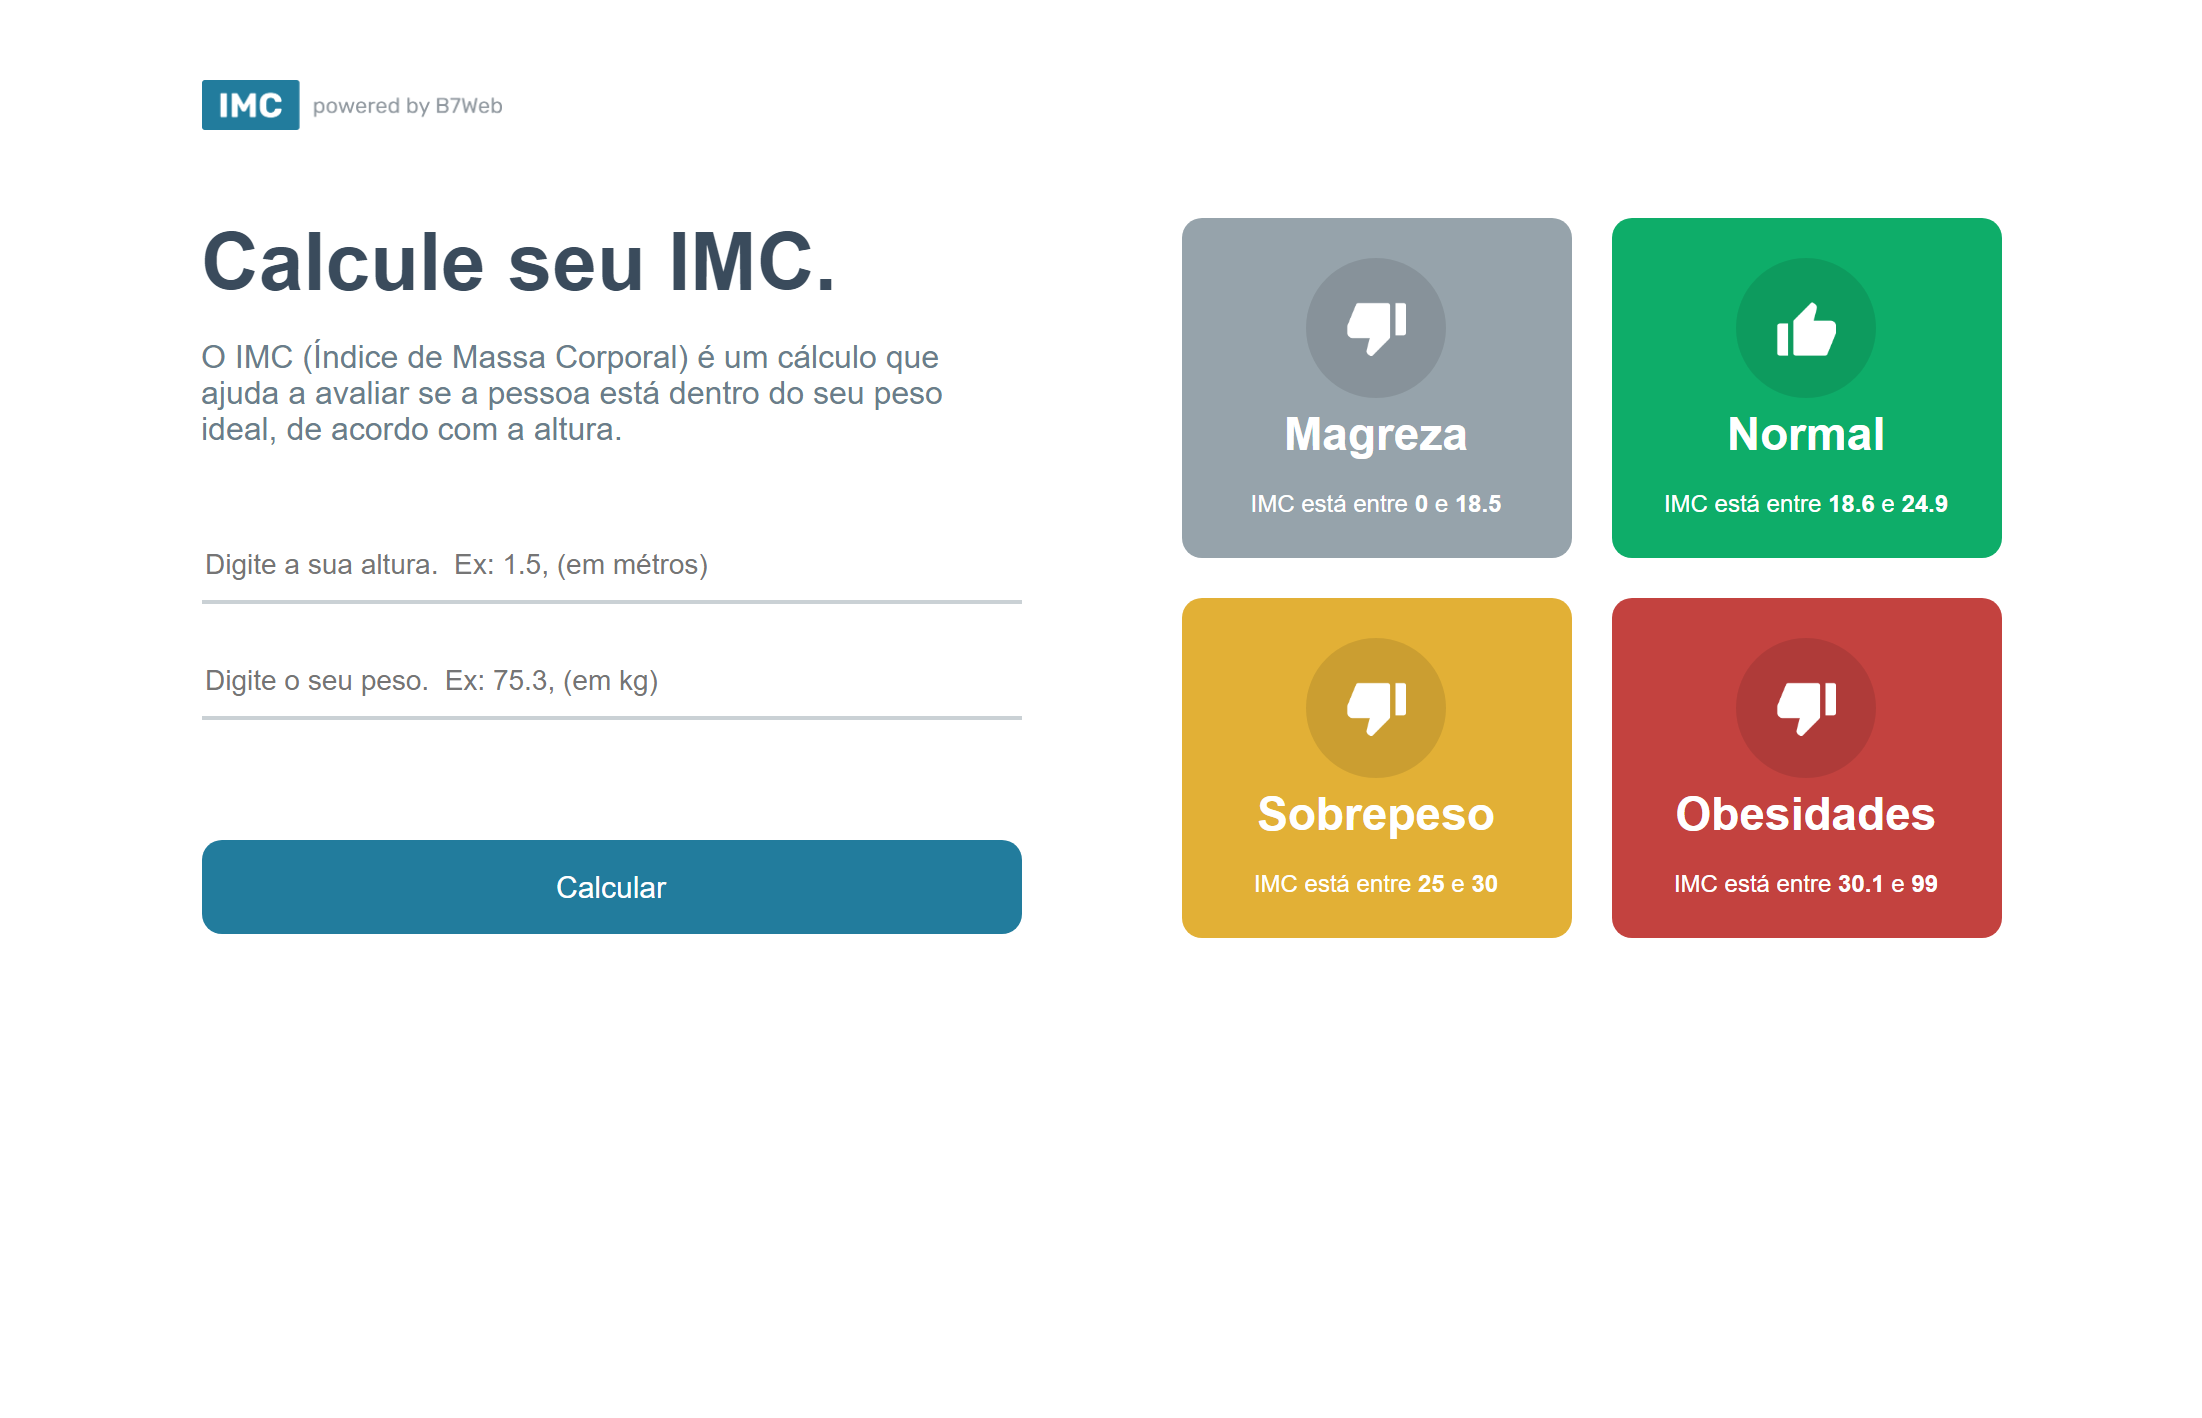 IMC powered by B7Web
Calcule seu IMC.
O IMC (Índice de Massa Corporal) é um cálculo que
ajuda a avaliar se a pessoa está dentro do seu peso
ideal, de acordo com a altura.
Digite a sua altura.  Ex: 1.5, (em métros)
Digite o seu peso.  Ex: 75.3, (em kg)
Calcular
Magreza
IMC está entre 0 e 18.5
Normal
IMC está entre 18.6 e 24.9
Sobrepeso
IMC está entre 25 e 30
Obesidades
IMC está entre 30.1 e 99